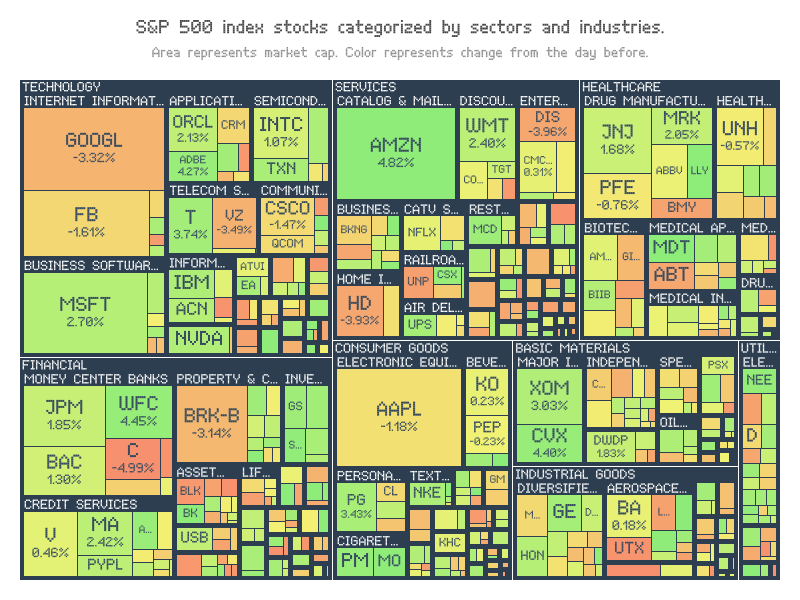 S&P 500 index stocks categorized by sectors and industries.
Area represents market cap. Color represents change from the day before.
TECHNOLOGY
INTERNET INFORMAT...
GOOGL
-3.32%
FB
-1.61%
APPLICATI...
ORCL
2.13%
CRM
ADBE
4.27%
SEMICOND...
INTC
1.07%
TXN
TELECOM S...
T
3.74%
VZ
-3.49%
COMMUNI...
CSCO
-1.47%
QCOM
BUSINESS SOFTWAR...
MSFT
2.70%
INFORM...
IBM
ACN
NVDA
ATVI
EA
SERVICES
CATALOG & MAIL...
AMZN
4.82%
DISCOU...
WMT
2.40%
CO...
TGT
ENTER...
DIS
-3.96%
CMC...
0.31%
BUSINES...
BKNG
CATV S...
NFLX
REST...
MCD
HOME I...
HD
-3.93%
RAILROA...
UNP
CSX
AIR DEL...
UPS
HEALTHCARE
DRUG MANUFACTU...
JNJ
1.68%
MRK
2.05%
PFE
-0.76%
ABBV
LLY
BMY
HEALTH...
UNH
-0.57%
BIOTEC...
AM...
GI...
BIIB
MEDICAL AP...
MDT
ABT
MEDICAL IN...
MED...
DRU...
FINANCIAL
MONEY CENTER BANKS
JPM
1.85%
WFC
4.45%
BAC
1.30%
C
-4.99%
PROPERTY & C...
BRK-B
-3.14%
INVE...
GS
S...
CREDIT SERVICES
V
0.46%
MA
2.42%
PYPL
A...
ASSET...
BLK
BK
USB
LIF...
CONSUMER GOODS
ELECTRONIC EQUI...
AAPL
-1.18%
BEVE...
KO
0.23%
PEP
-0.23%
PERSONA...
PG
3.43%
CL
TEXT...
NKE
GM
KHC
CIGARET...
PM
MO
BASIC MATERIALS
MAJOR I...
XOM
3.03%
CVX
4.40%
INDEPEN...
C...
DWDP
1.83%
SPE...
PSX
OIL...
INDUSTRIAL GOODS
DIVERSIFIE...
M...
GE
D...
HON
AEROSPACE...
BA
0.18%
L...
UTX
UTIL...
ELE...
NEE
D